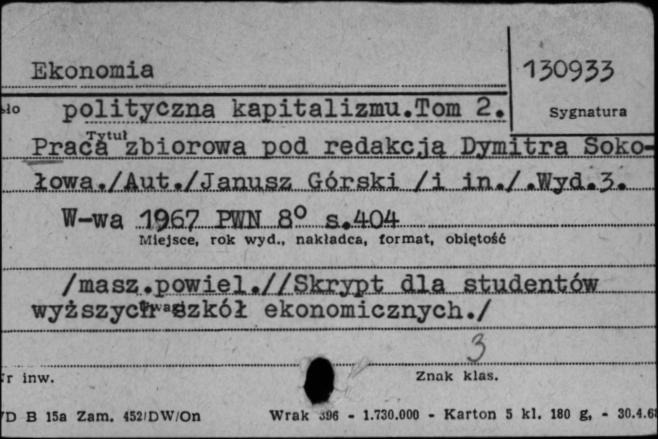 Ekonomia
130933
polityczna kapitalizmu.Tom 2.
Sygnatura
Tytuł
Praca zbiorowa pod redakcją Dymitra Soko-
łowa./Aut./Janusz Górski /i in./.Wyd.3.
W-wa 1967 PWN 8° s.404
Miejsce, rok wyd., nakładca, format, objętość
/masz.powiel.//Skrypt dla studentów
wyższych szkół ekonomicznych./
3
inw.
Znak klas.
D B 15a Zam. 452/DW/On Wrak 396 - 1.730.000 - Karton 5 kl. 180 g, - 30.4.68